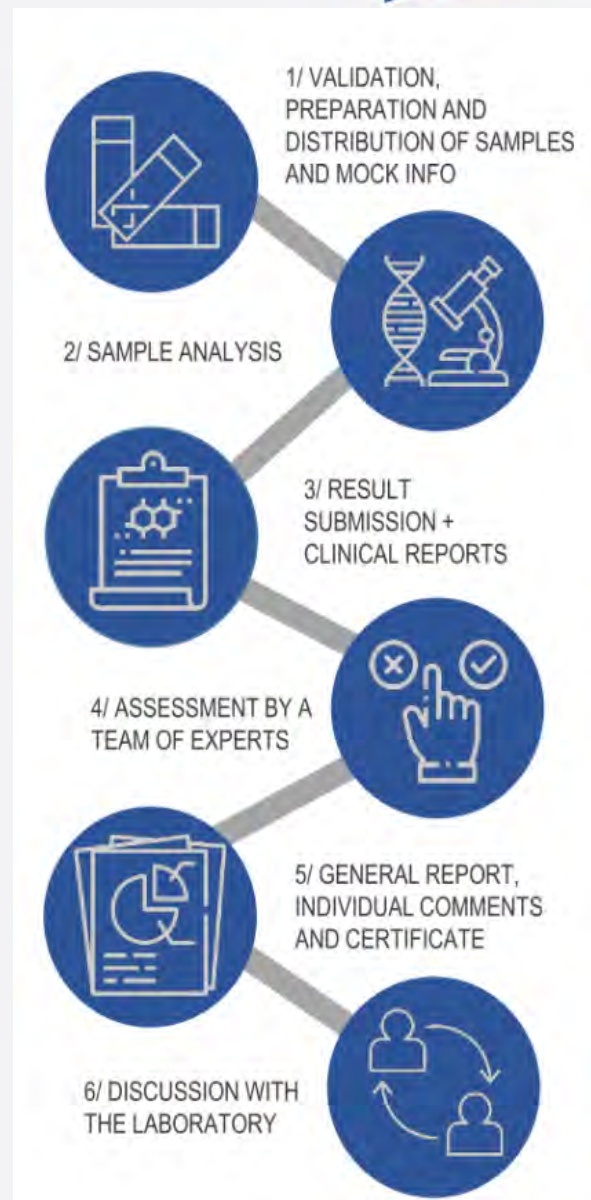 1/ VALIDATION,
PREPARATION AND
DISTRIBUTION OF SAMPLES
AND MOCK INFO
2/ SAMPLE ANALYSIS
3/ RESULT
SUBMISSION +
CLINICAL REPORTS
4/ ASSESSMENT BY A
TEAM OF EXPERTS
5/ GENERAL REPORT,
INDIVIDUAL COMMENTS
AND CERTIFICATE
6/ DISCUSSION WITH
THE LABORATORY